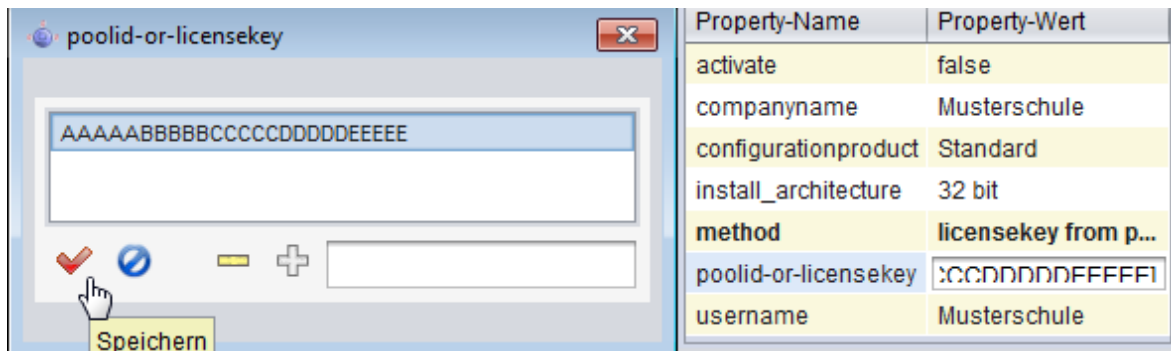 poolid-or-licensekey
AAAAABBBBBCCCCCDDDDDEEEEE
Speichern
Property-Name Property-Wert
activate false
companyname Musterschule
configurationproduct Standard
install_architecture 32 bit
method licensekey from p...
poolid-or-licensekey CCCDDDDDEEEEE]
username Musterschule